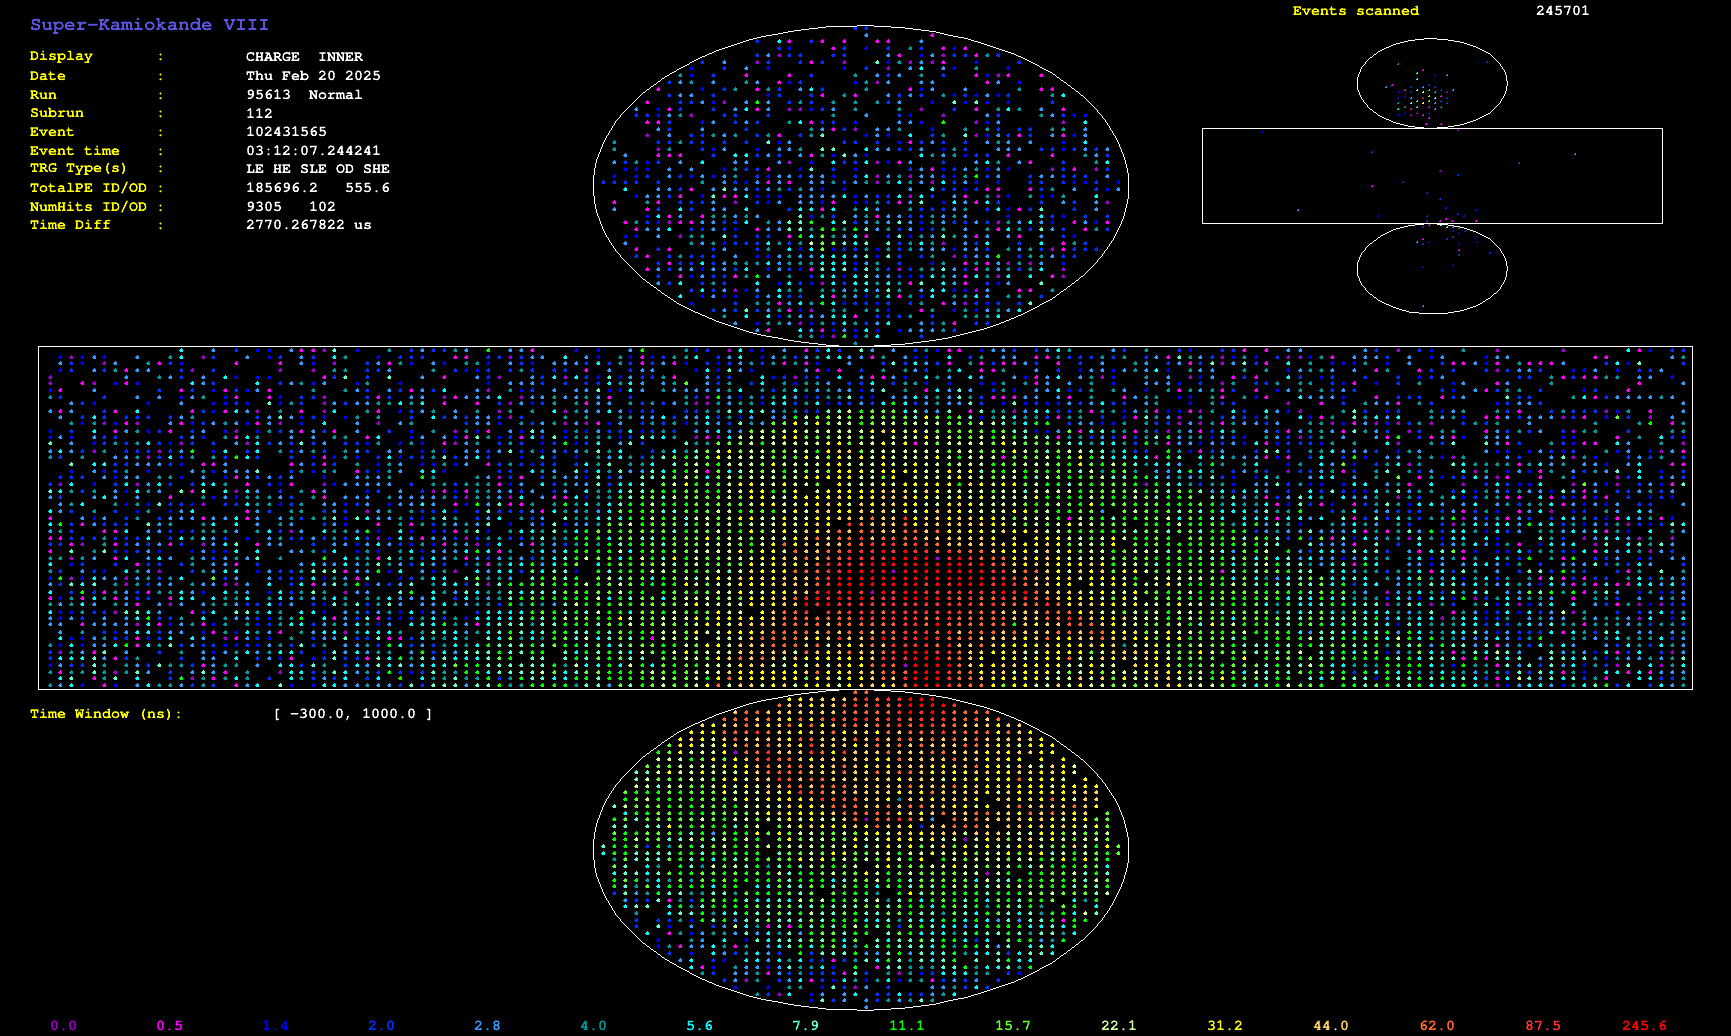 Super-Kamiokande VIII
Events scanned 245701
Display : CHARGE INNER
Date : Thu Feb 20 2025
Run : 95613 Normal
Subrun : 112
Event : 102431565
Event time : 03:12:07.244241
TRG Type(s) : LE HE SLE OD SHE
TotalPE ID/OD : 185696.2 555.6
NumHits ID/OD : 9305 102
Time Diff : 2770.267822 us
Time Window (ns): [ -300.0, 1000.0 ]
0.0 0.5 1.4 2.0 2.8 4.0 5.6 7.9 11.1 15.7 22.1 31.2 44.0 62.0 87.5 245.6